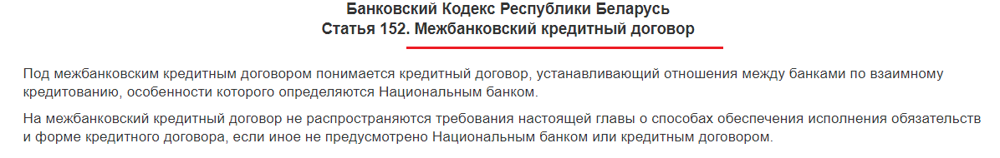 Банковский Кодекс Республики Беларусь
Статья 152. Межбанковский кредитный договор
Под межбанковским кредитным договором понимается кредитный договор, устанавливающий отношения между банками по взаимному
кредитованию, особенности которого определяются Национальным банком.
На межбанковский кредитный договор не распространяются требования настоящей главы о способах обеспечения исполнения обязательств
и форме кредитного договора, если иное не предусмотрено Национальным банком или кредитным договором.